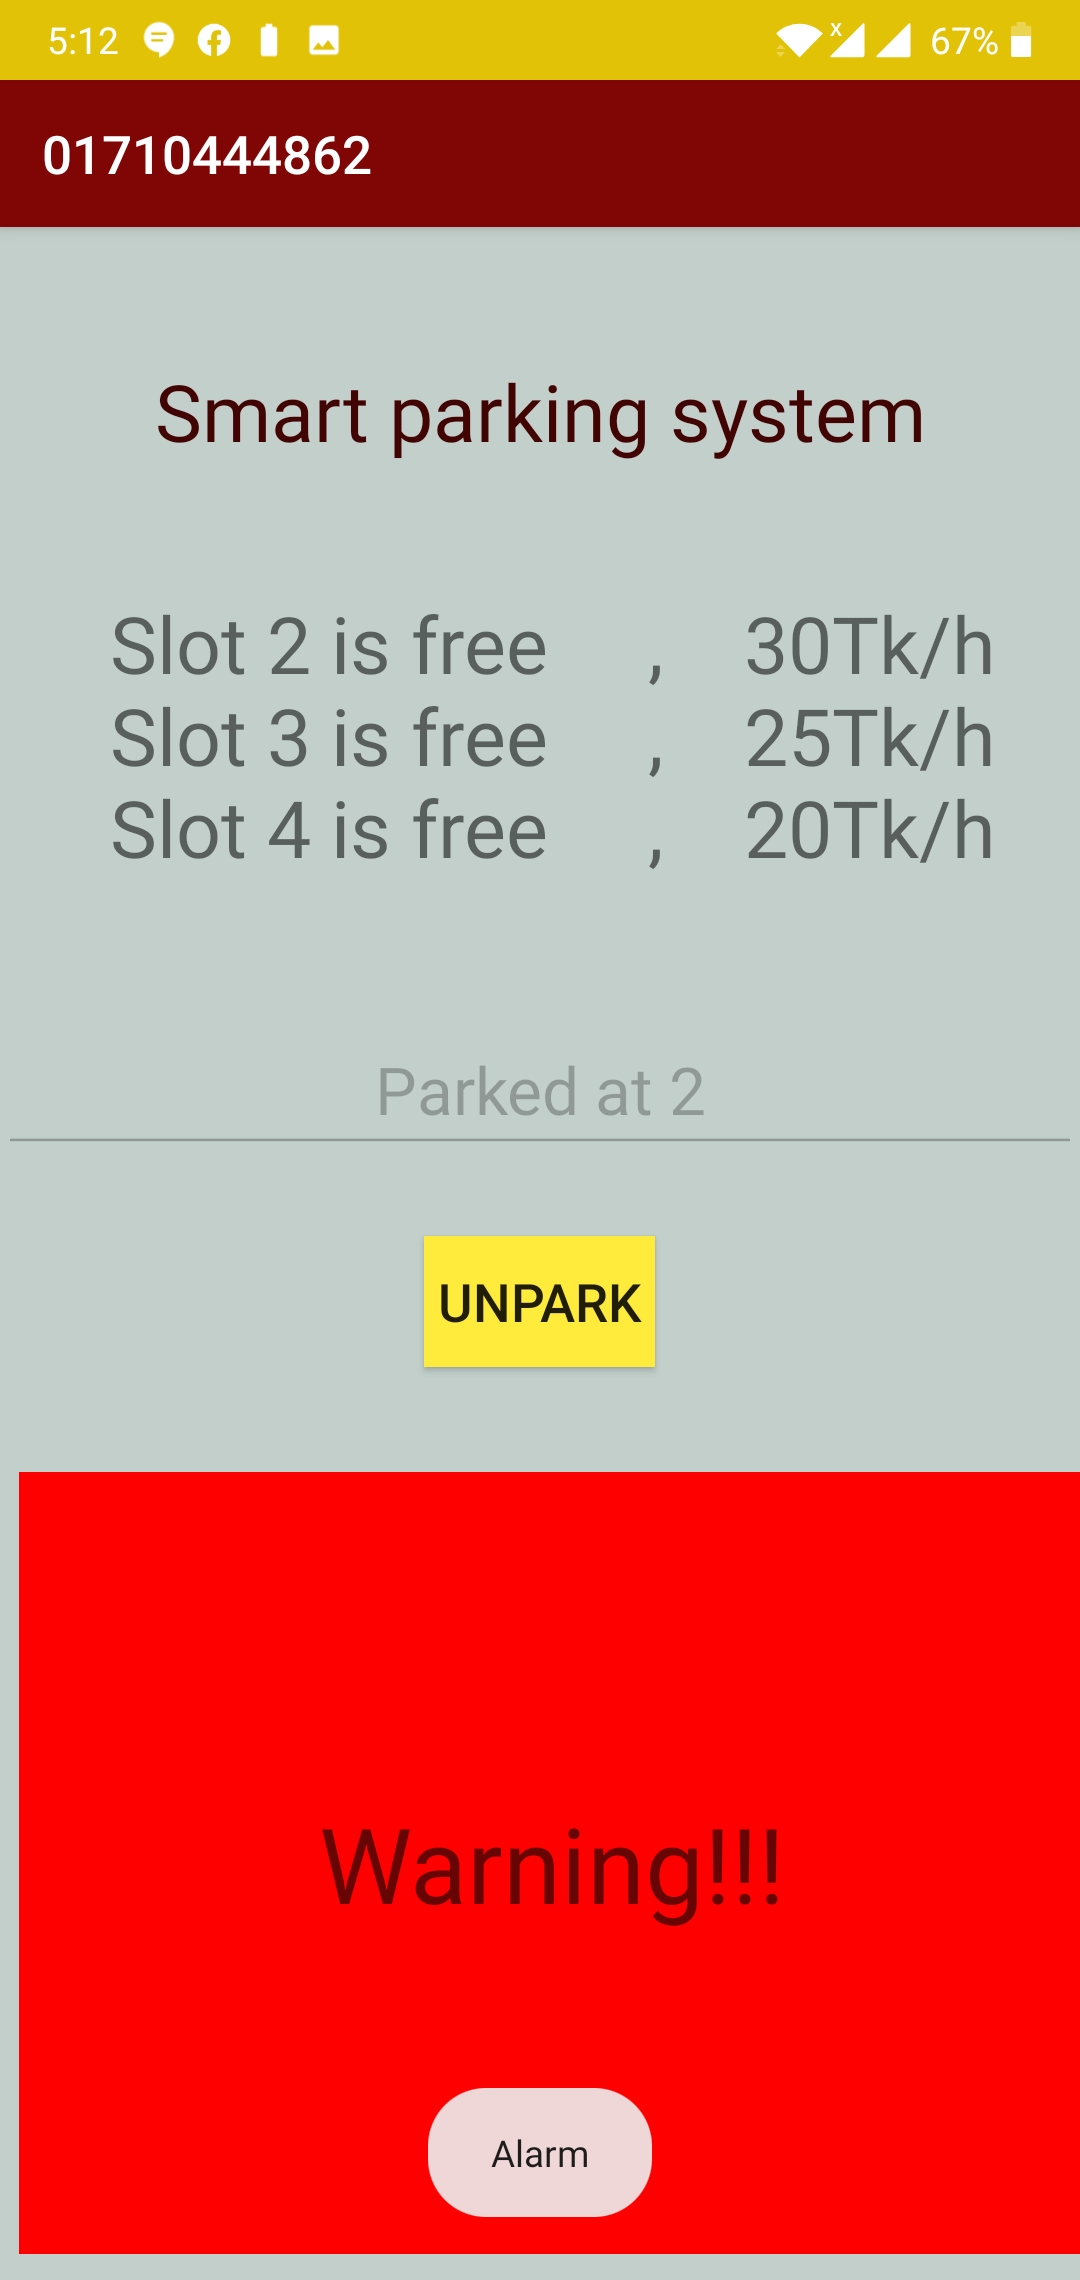 5:12 67%
01710444862
Smart parking system
Slot 2 is free , 30Tk/h
Slot 3 is free , 25Tk/h
Slot 4 is free , 20Tk/h
Parked at 2
UNPARK
Warning!!!
Alarm